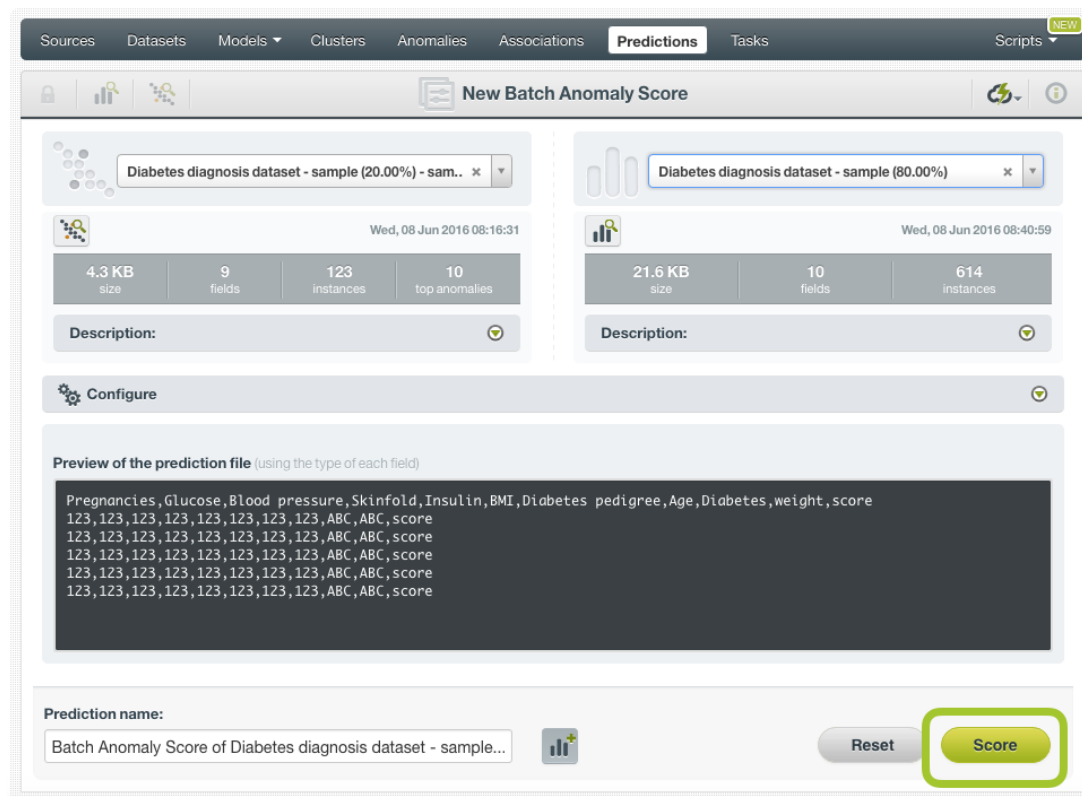 NEW
Sources Datasets Models Clusters Anomalies Associations Predictions Tasks Scripts
New Batch Anomaly Score
Diabetes diagnosis dataset - sample (20.00%) - sam.. ×
Diabetes diagnosis dataset - sample (80.00%) ×
Wed, 08 Jun 2016 08:16:31
Wed, 08 Jun 2016 08:40:59
4.3 KB 9 123 10
size fields instances top anomalies
21.6 KB 10 614
size fields instances
Description:
Description:
Configure
Preview of the prediction file (using the type of each field)
Pregnancies,Glucose,Blood pressure,Skinfold,Insulin,BMI,Diabetes pedigree,Age,Diabetes,weight,score
123,123,123,123,123,123,123,123,ABC,ABC,score
123,123,123,123,123,123,123,123,ABC,ABC,score
123,123,123,123,123,123,123,123,ABC,ABC,score
123,123,123,123,123,123,123,123,ABC,ABC,score
123,123,123,123,123,123,123,123,ABC,ABC,score
Prediction name:
Batch Anomaly Score of Diabetes diagnosis dataset - sample...
Reset
Score